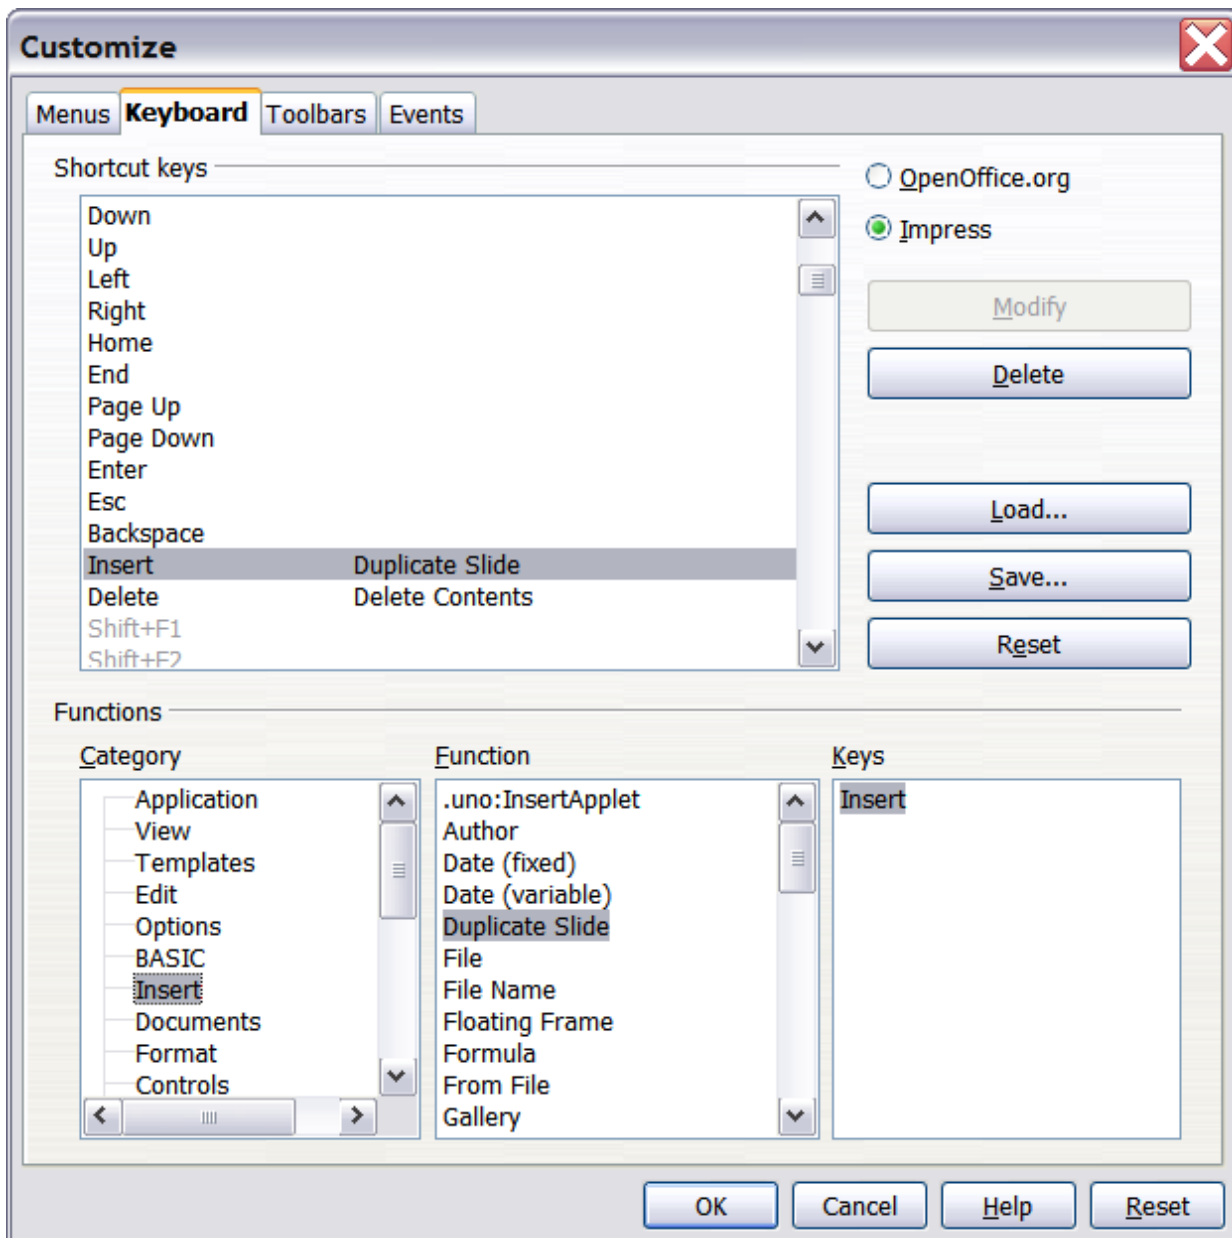 Customize
Menus Keyboard Toolbars Events
Shortcut keys
Down
Up
Left
Right
Home
End
Page Up
Page Down
Enter
Esc
Backspace
Insert Duplicate Slide
Delete Delete Contents
Shift+F1
Shift+F2
OpenOffice.org
Impress
Modify
Delete
Load...
Save...
Reset
Functions
Category
Application
View
Templates
Edit
Options
BASIC
Insert
Documents
Format
Controls
Function
.uno:InsertApplet
Author
Date (fixed)
Date (variable)
Duplicate Slide
File
File Name
Floating Frame
Formula
From File
Gallery
Keys
Insert
OK Cancel Help Reset